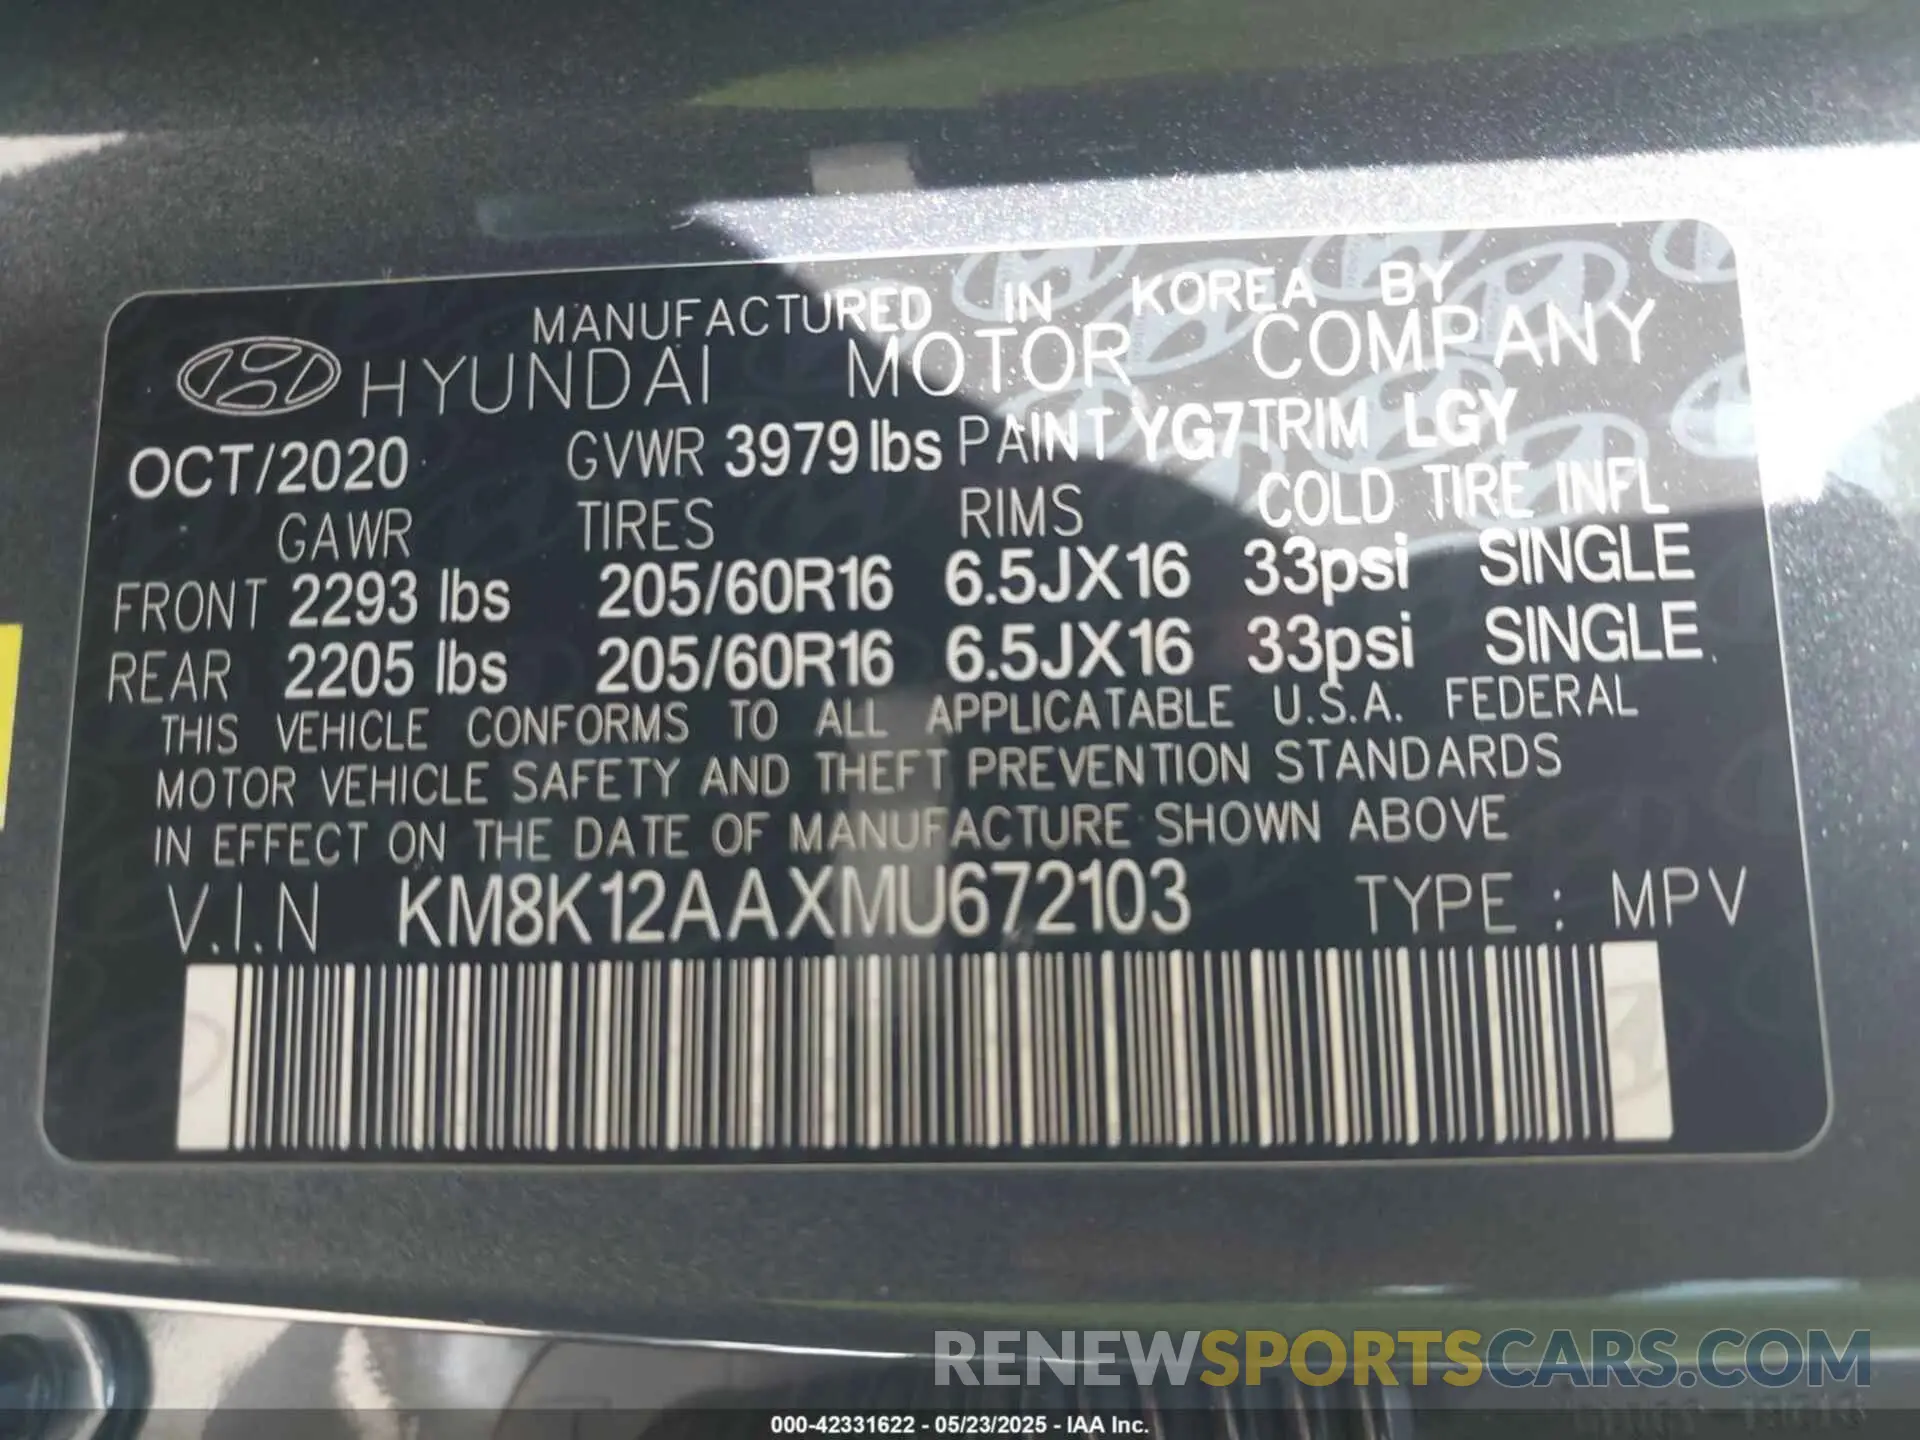 MANUFACTURED IN KOREA BY
HYUNDAI MOTOR COMPANY
OCT/2020 GVWR 3979 lbs PAINT YG7 TRIM LGY
GAWR TIRES RIMS COLD TIRE INFL
FRONT 2293 lbs 205/60R16 6.5JX16 33psi SINGLE
REAR 2205 lbs 205/60R16 6.5JX16 33psi SINGLE
THIS VEHICLE CONFORMS TO ALL APPLICATABLE U.S.A. FEDERAL
MOTOR VEHICLE SAFETY AND THEFT PREVENTION STANDARDS
IN EFFECT ON THE DATE OF MANUFACTURE SHOWN ABOVE
V.I.N KM8K12AAXMU672103 TYPE : MPV
RENEWSPORTSCARS.COM
000-42331622 - 05/23/2025 - IAA Inc.